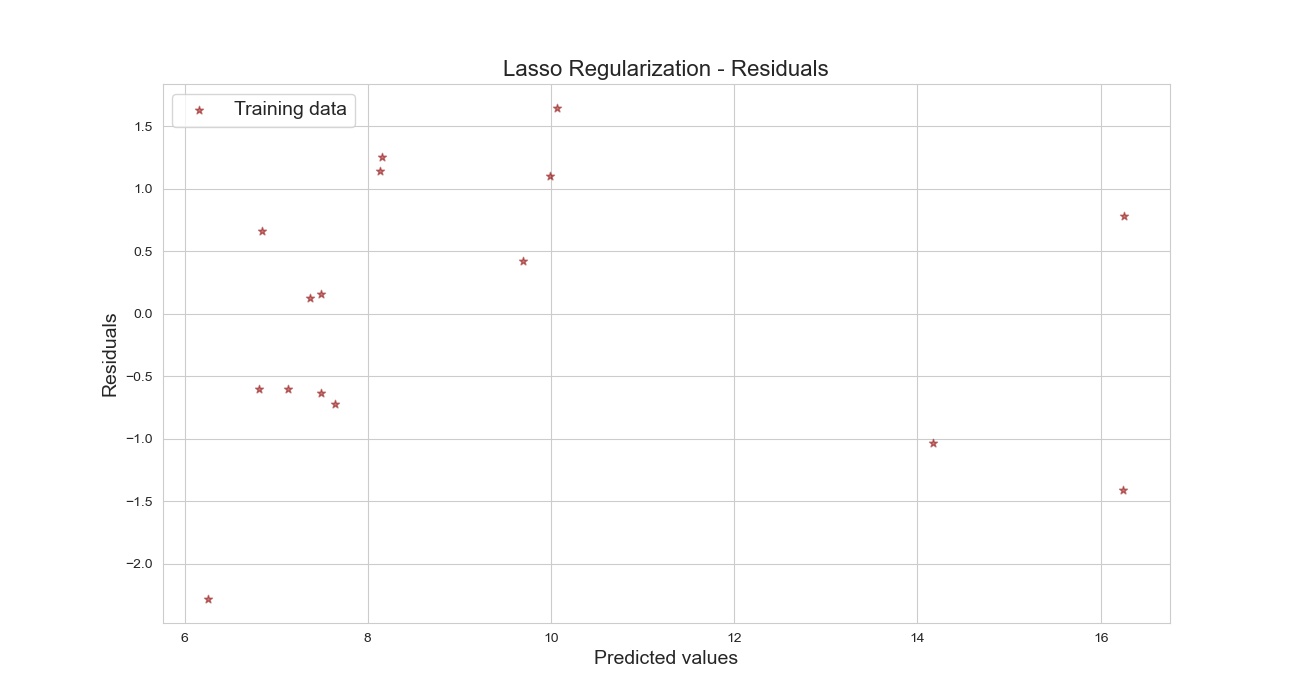 Lasso Regularization - Residuals
Training data
1.5
1.0
0.5
0.0
−0.5
−1.0
−1.5
−2.0
Residuals
6 8 10 12 14 16
Predicted values